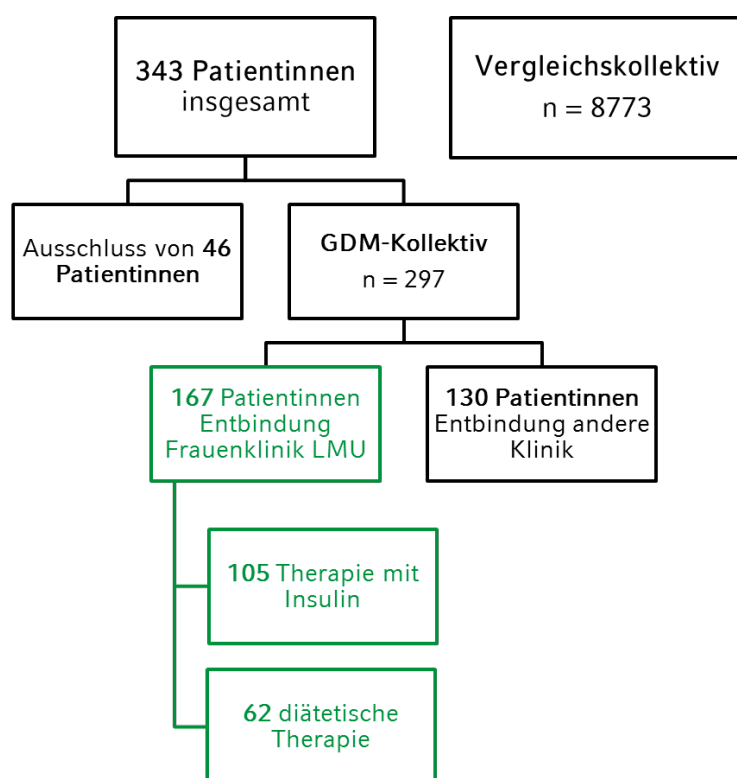 343 Patientinnen
insgesamt
Vergleichskollektiv
n = 8773
Ausschluss von 46
Patientinnen
GDM-Kollektiv
n = 297
167 Patientinnen
Entbindung
Frauenklinik LMU
130 Patientinnen
Entbindung andere
Klinik
105 Therapie mit
Insulin
62 diätetische
Therapie